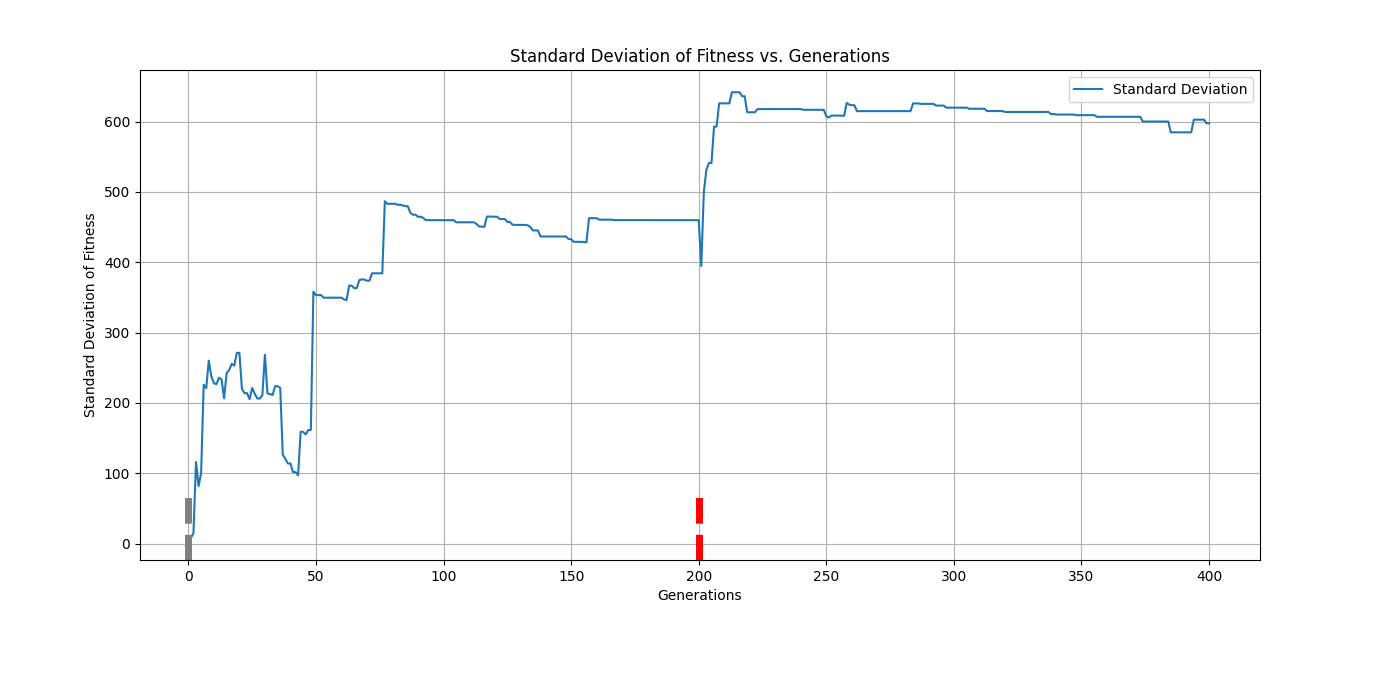 Standard Deviation of Fitness vs. Generations
Standard Deviation
Standard Deviation of Fitness
600
500
400
300
200
100
0
0 50 100 150 200 250 300 350 400
Generations